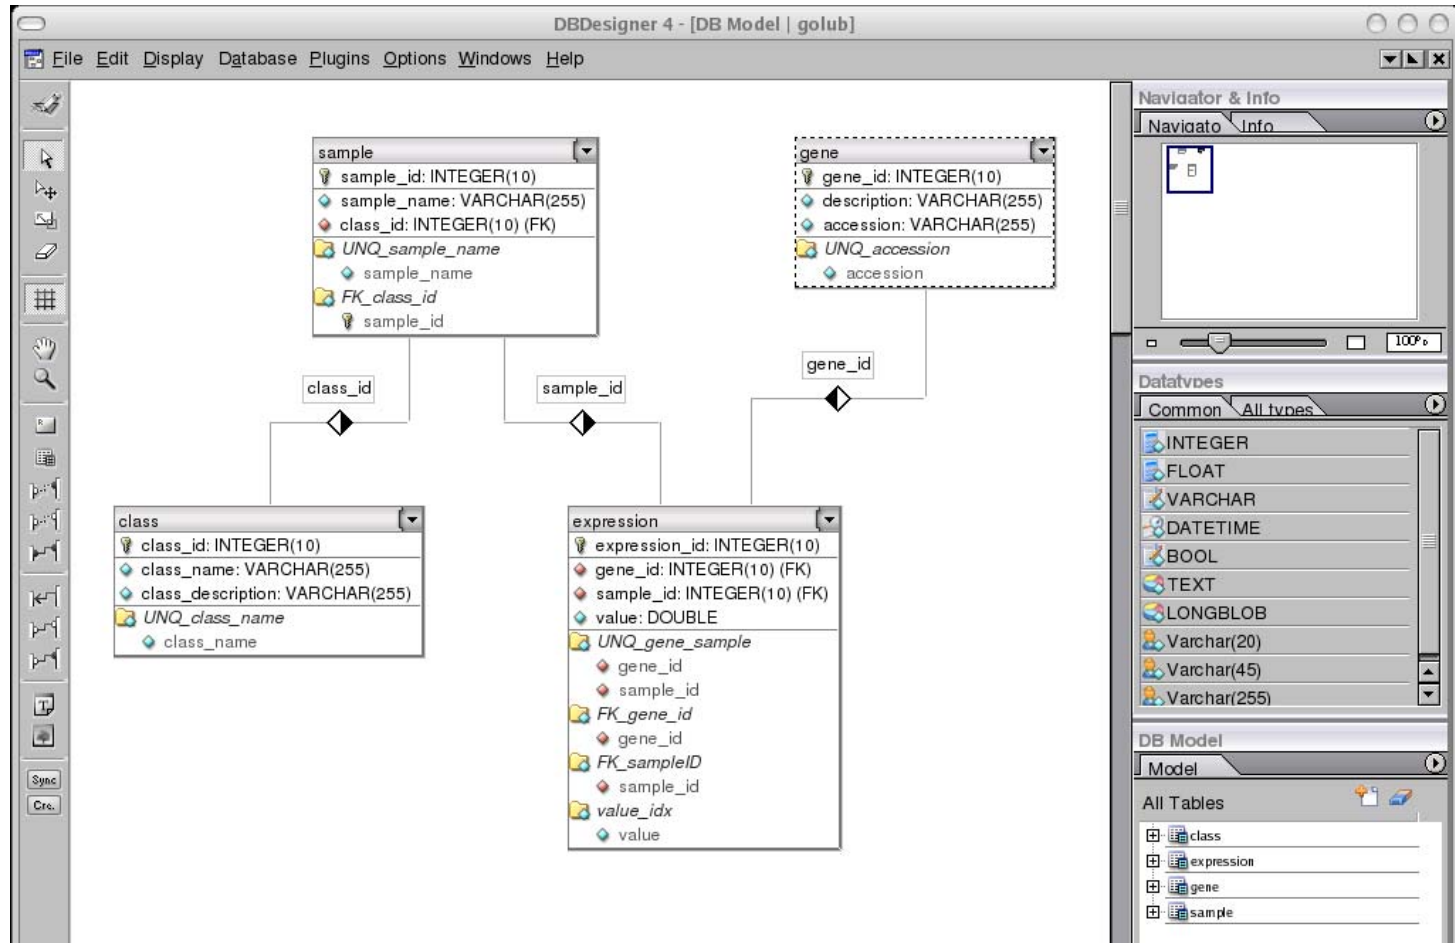 DBDesigner 4 - [DB Model | golub]
File Edit Display Database Plugins Options Windows Help
sample
sample_id: INTEGER(10)
sample_name: VARCHAR(255)
class_id: INTEGER(10) (FK)
UNQ_sample_name
sample_name
FK_class_id
sample_id
gene
gene_id: INTEGER(10)
description: VARCHAR(255)
accession: VARCHAR(255)
UNQ_accession
accession
class_id
sample_id
gene_id
class
class_id: INTEGER(10)
class_name: VARCHAR(255)
class_description: VARCHAR(255)
UNQ_class_name
class_name
expression
expression_id: INTEGER(10)
gene_id: INTEGER(10) (FK)
sample_id: INTEGER(10) (FK)
value: DOUBLE
UNQ_gene_sample
gene_id
sample_id
FK_gene_id
gene_id
FK_sampleID
sample_id
value_idx
value
Sync
Cre.
Navigator & Info
Navigato Info
100%
Datatypes
Common All types
INTEGER
FLOAT
VARCHAR
DATETIME
BOOL
TEXT
LONGBLOB
Varchar(20)
Varchar(45)
Varchar(255)
DB Model
Model
All Tables
class
expression
gene
sample